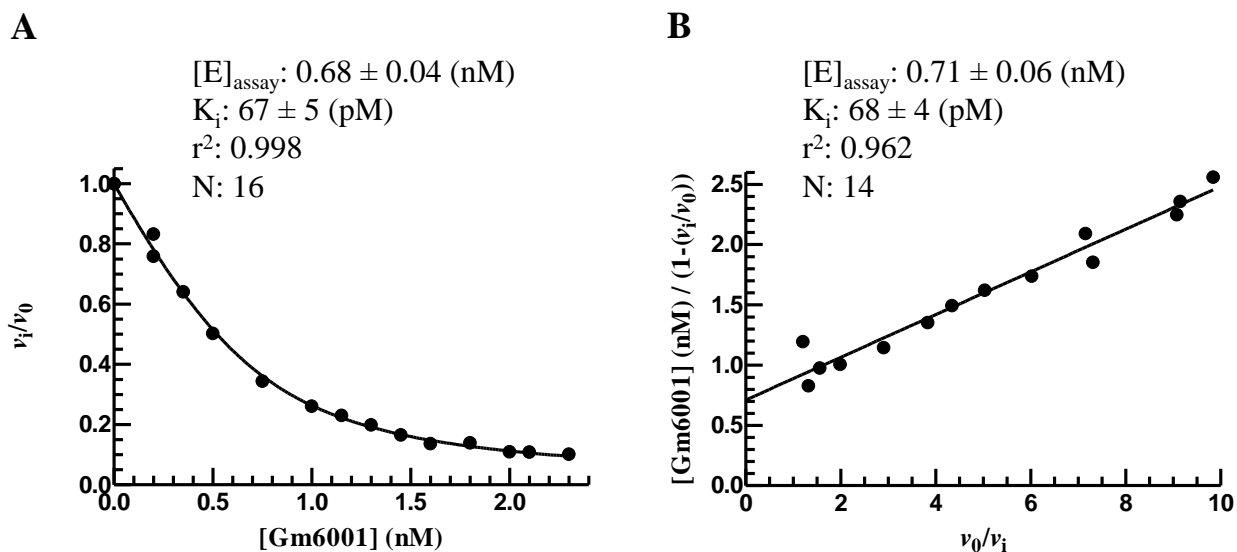 A
[E]assay: 0.68 ± 0.04 (nM)
Ki: 67 ± 5 (pM)
r²: 0.998
N: 16
1.0
0.8
0.6
0.4
0.2
0.0
vi/v0
0.0
0.5
1.0
1.5
2.0
[Gm6001] (nM)
B
[E]assay: 0.71 ± 0.06 (nM)
Ki: 68 ± 4 (pM)
r²: 0.962
N: 14
2.5
2.0
1.5
1.0
0.5
0.0
[Gm6001] (nM) / (1-(vi/v0))
0
2
4
6
8
10
v0/vi